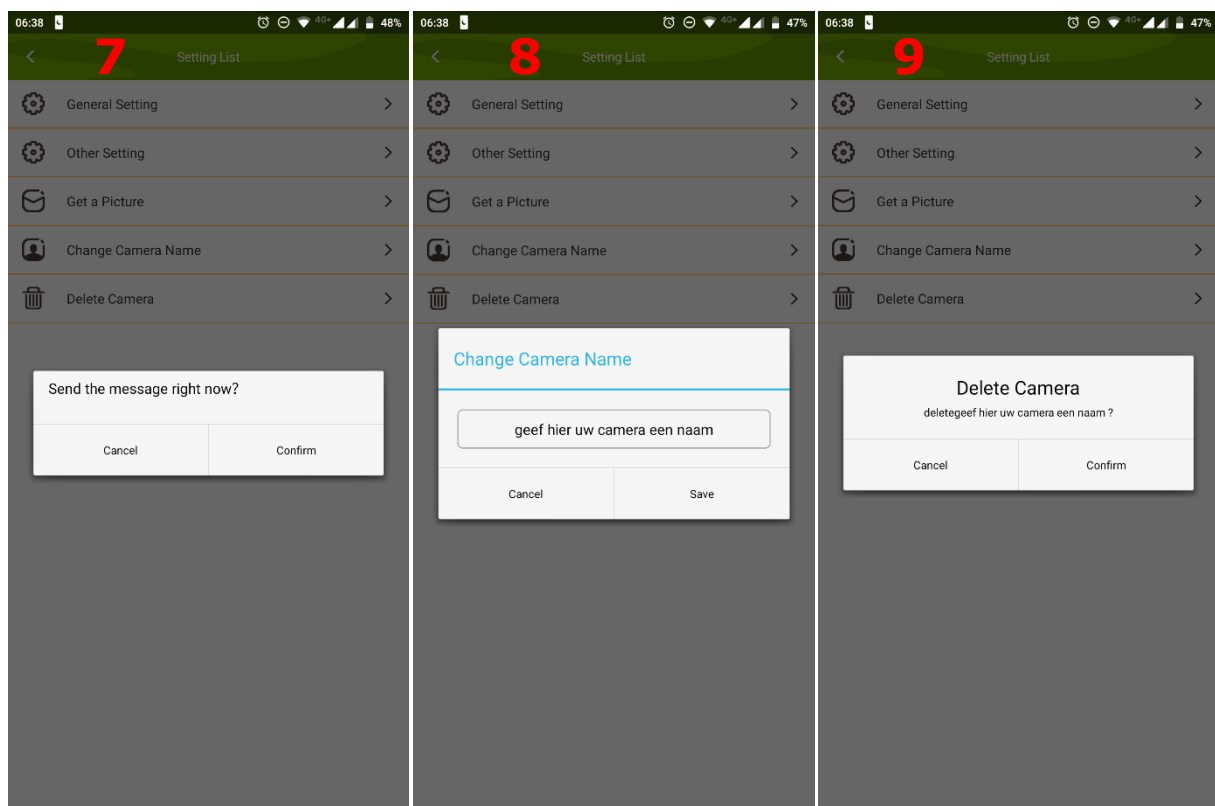 06:38 4G+ 48%
7 Setting List
General Setting
Other Setting
Get a Picture
Change Camera Name
Delete Camera
Send the message right now?
Cancel Confirm
06:38 4G+ 47%
8 Setting List
General Setting
Other Setting
Get a Picture
Change Camera Name
Delete Camera
Change Camera Name
geef hier uw camera een naam
Cancel Save
06:38 4G+ 47%
9 Setting List
General Setting
Other Setting
Get a Picture
Change Camera Name
Delete Camera
Delete Camera
deletegeef hier uw camera een naam ?
Cancel Confirm